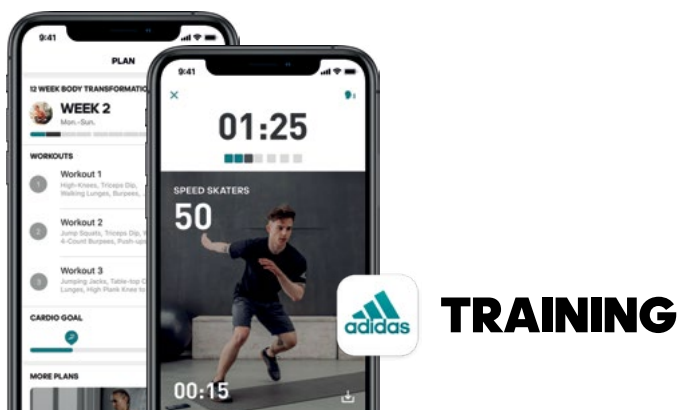 9:41
PLAN
12 WEEK BODY TRANSFORMATIO
WEEK 2
Mon.-Sun.
WORKOUTS
1
Workout 1
High-Knees, Triceps Dip,
Walking Lunges, Burpees,
2
Workout 2
Jump Squats, Triceps Dip,
4-Count Burpees, Push-ups
3
Workout 3
Jumping Jacks, Table-top C
Lunges, High Plank Knee to
CARDIO GOAL
MORE PLANS
9:41
01:25
SPEED SKATERS
50
00:15
adidas
TRAINING